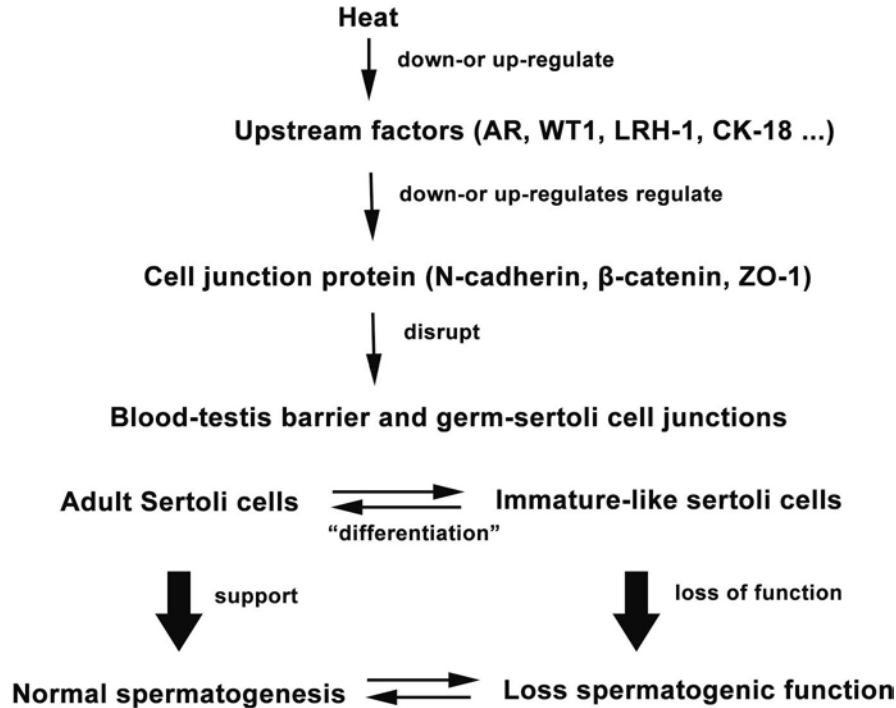 Heat
down-or up-regulate
Upstream factors (AR, WT1, LRH-1, CK-18 ...)
down-or up-regulates regulate
Cell junction protein (N-cadherin, β-catenin, ZO-1)
disrupt
Blood-testis barrier and germ-sertoli cell junctions
Adult Sertoli cells
Immature-like sertoli cells
“differentiation”
support
loss of function
Normal spermatogenesis
Loss spermatogenic function